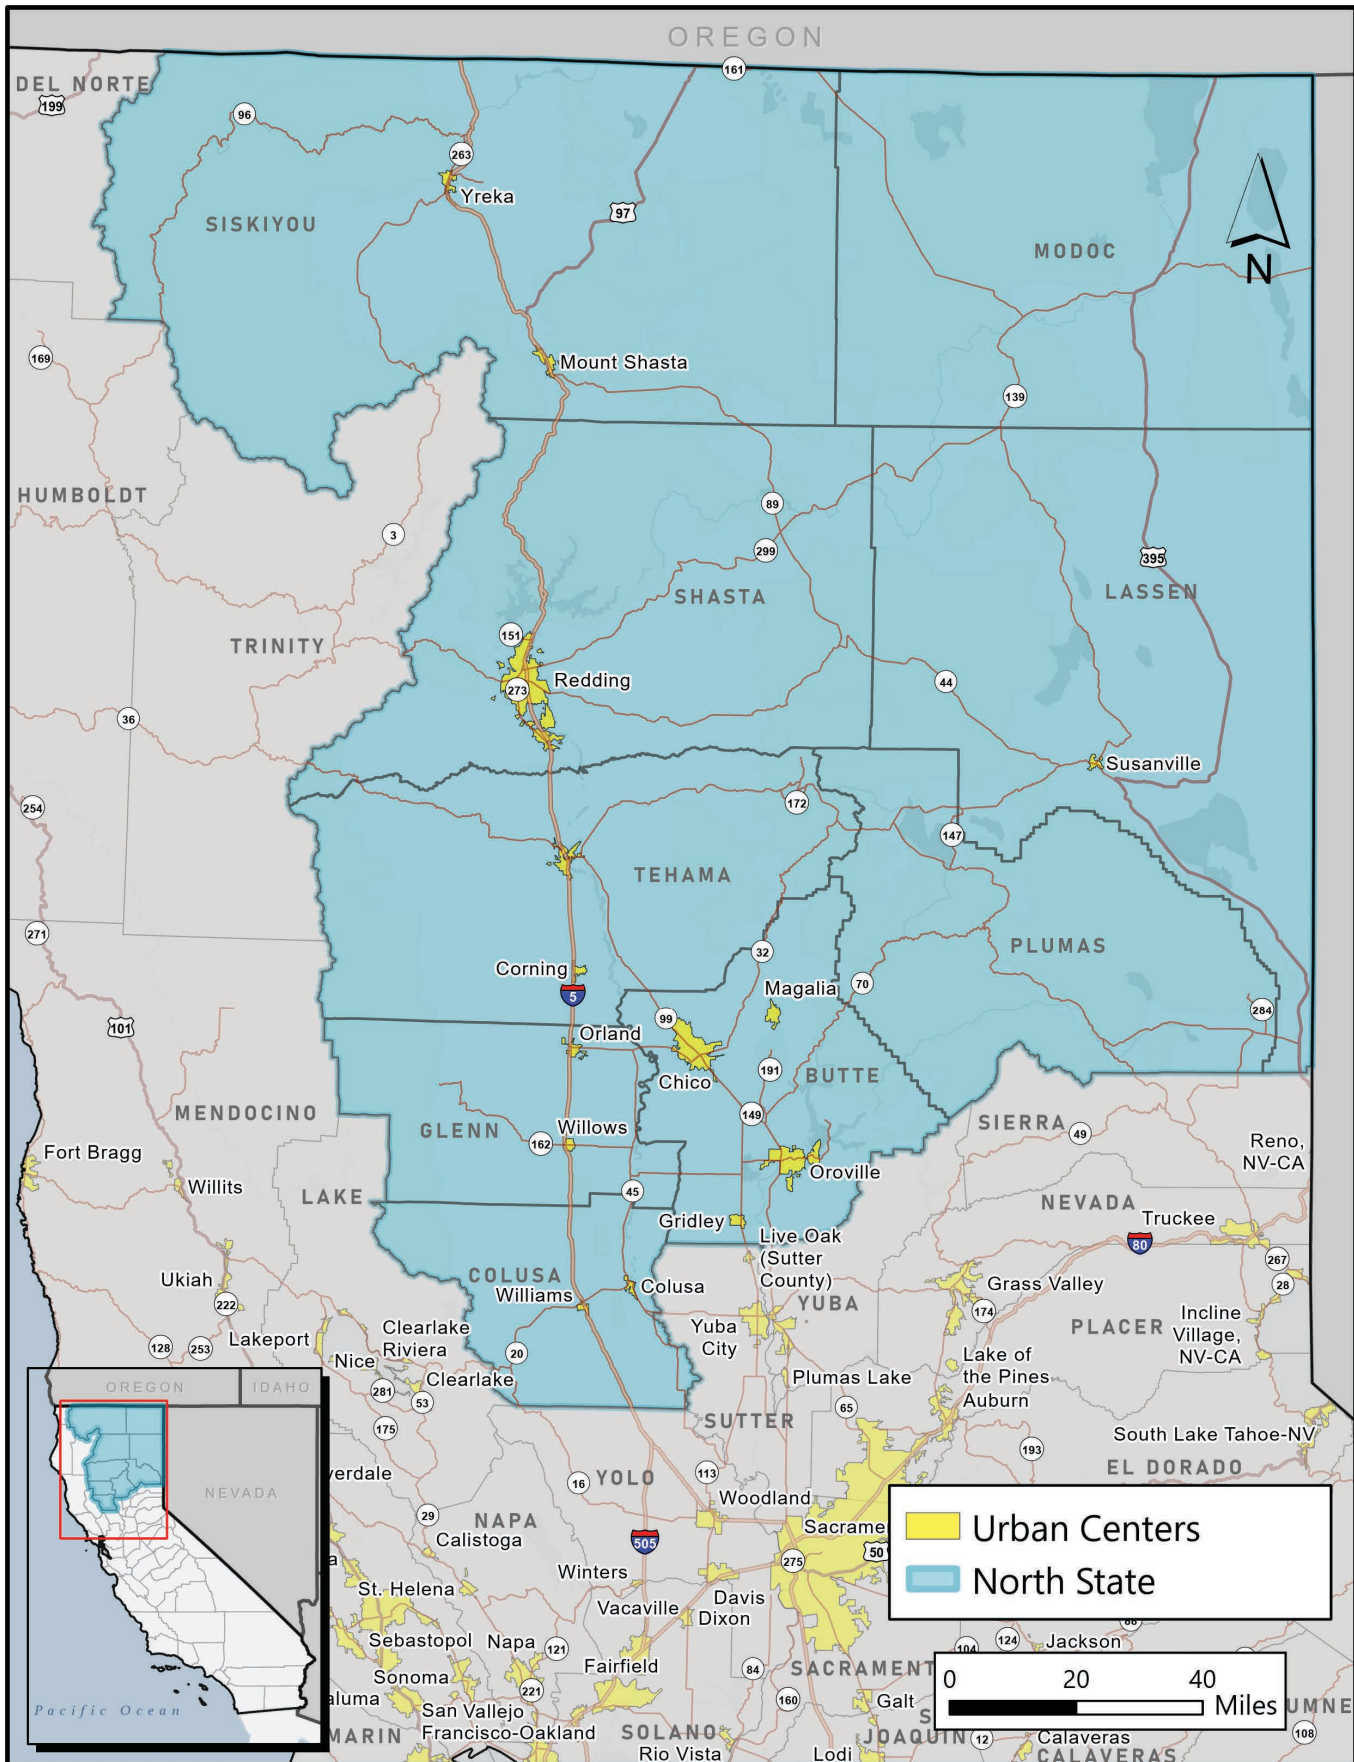 OREGON
161
DEL NORTE
199
96
263
Yreka
97
SISKIYOU
MODOC
N
169
Mount Shasta
139
HUMBOLDT
89
3
299
395
SHASTA
LASSEN
151
TRINITY
Redding
273
44
36
Susanville
172
254
147
TEHAMA
271
PLUMAS
32
Corning
5
Magalia
70
99
284
101
Orland
191
Chico
BUTTE
MENDOCINO
149
GLENN
162
Willows
SIERRA
49
Reno,
NV-CA
Fort Bragg
Willits
LAKE
45
Oroville
NEVADA
Truckee
Gridley
Live Oak
(Sutter
County)
80
267
Ukiah
COLUSA
Williams
Colusa
Grass Valley
28
222
YUBA
174
Incline
Village,
NV-CA
Yuba
City
PLACER
128
253
Lakeport
Clearlake
Riviera
Nice
20
Lake of
the Pines
Clearlake
Plumas Lake
281
53
Auburn
65
175
SUTTER
South Lake Tahoe-NV
193
OREGON
IDAHO
NEVADA
Pacific Ocean
verdale
YOLO
113
EL DORADO
16
Woodland
29
NAPA
Calistoga
505
Sacramen
50
275
Urban Centers
North State
a
Winters
St. Helena
Davis
Vacaville
Dixon
88
Sebastopol
Napa
121
104
124
Jackson
Sonoma
Fairfield
84
SACRAMENT
0
20
40
Miles
aluma
221
160
Galt
San
Vallejo
Francisco-Oakland
S
JOAQUIN
12
UMNE
108
MARIN
SOLANO
Rio Vista
Lodi
Calaveras
CALAVERAS